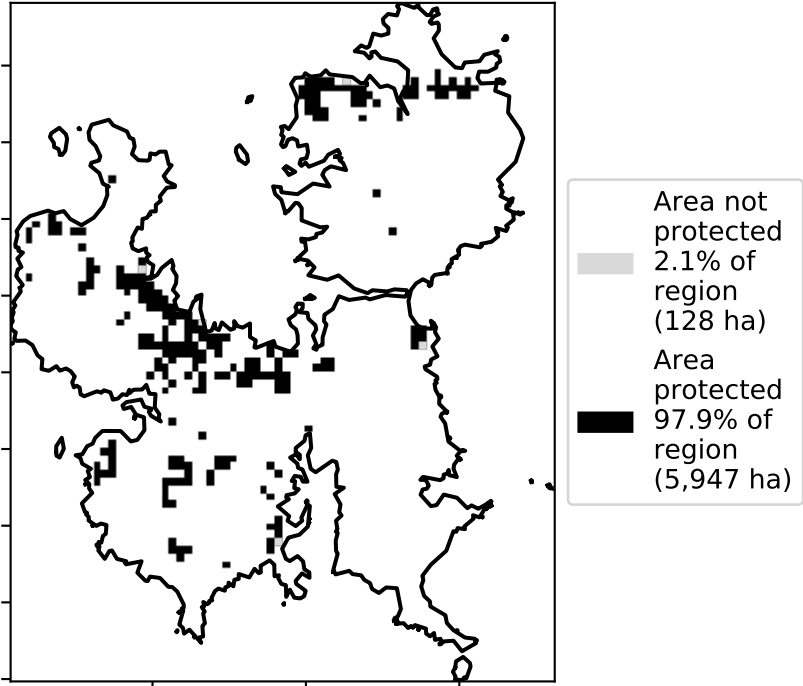 Area not
protected
2.1% of
region
(128 ha)
Area
protected
97.9% of
region
(5,947 ha)